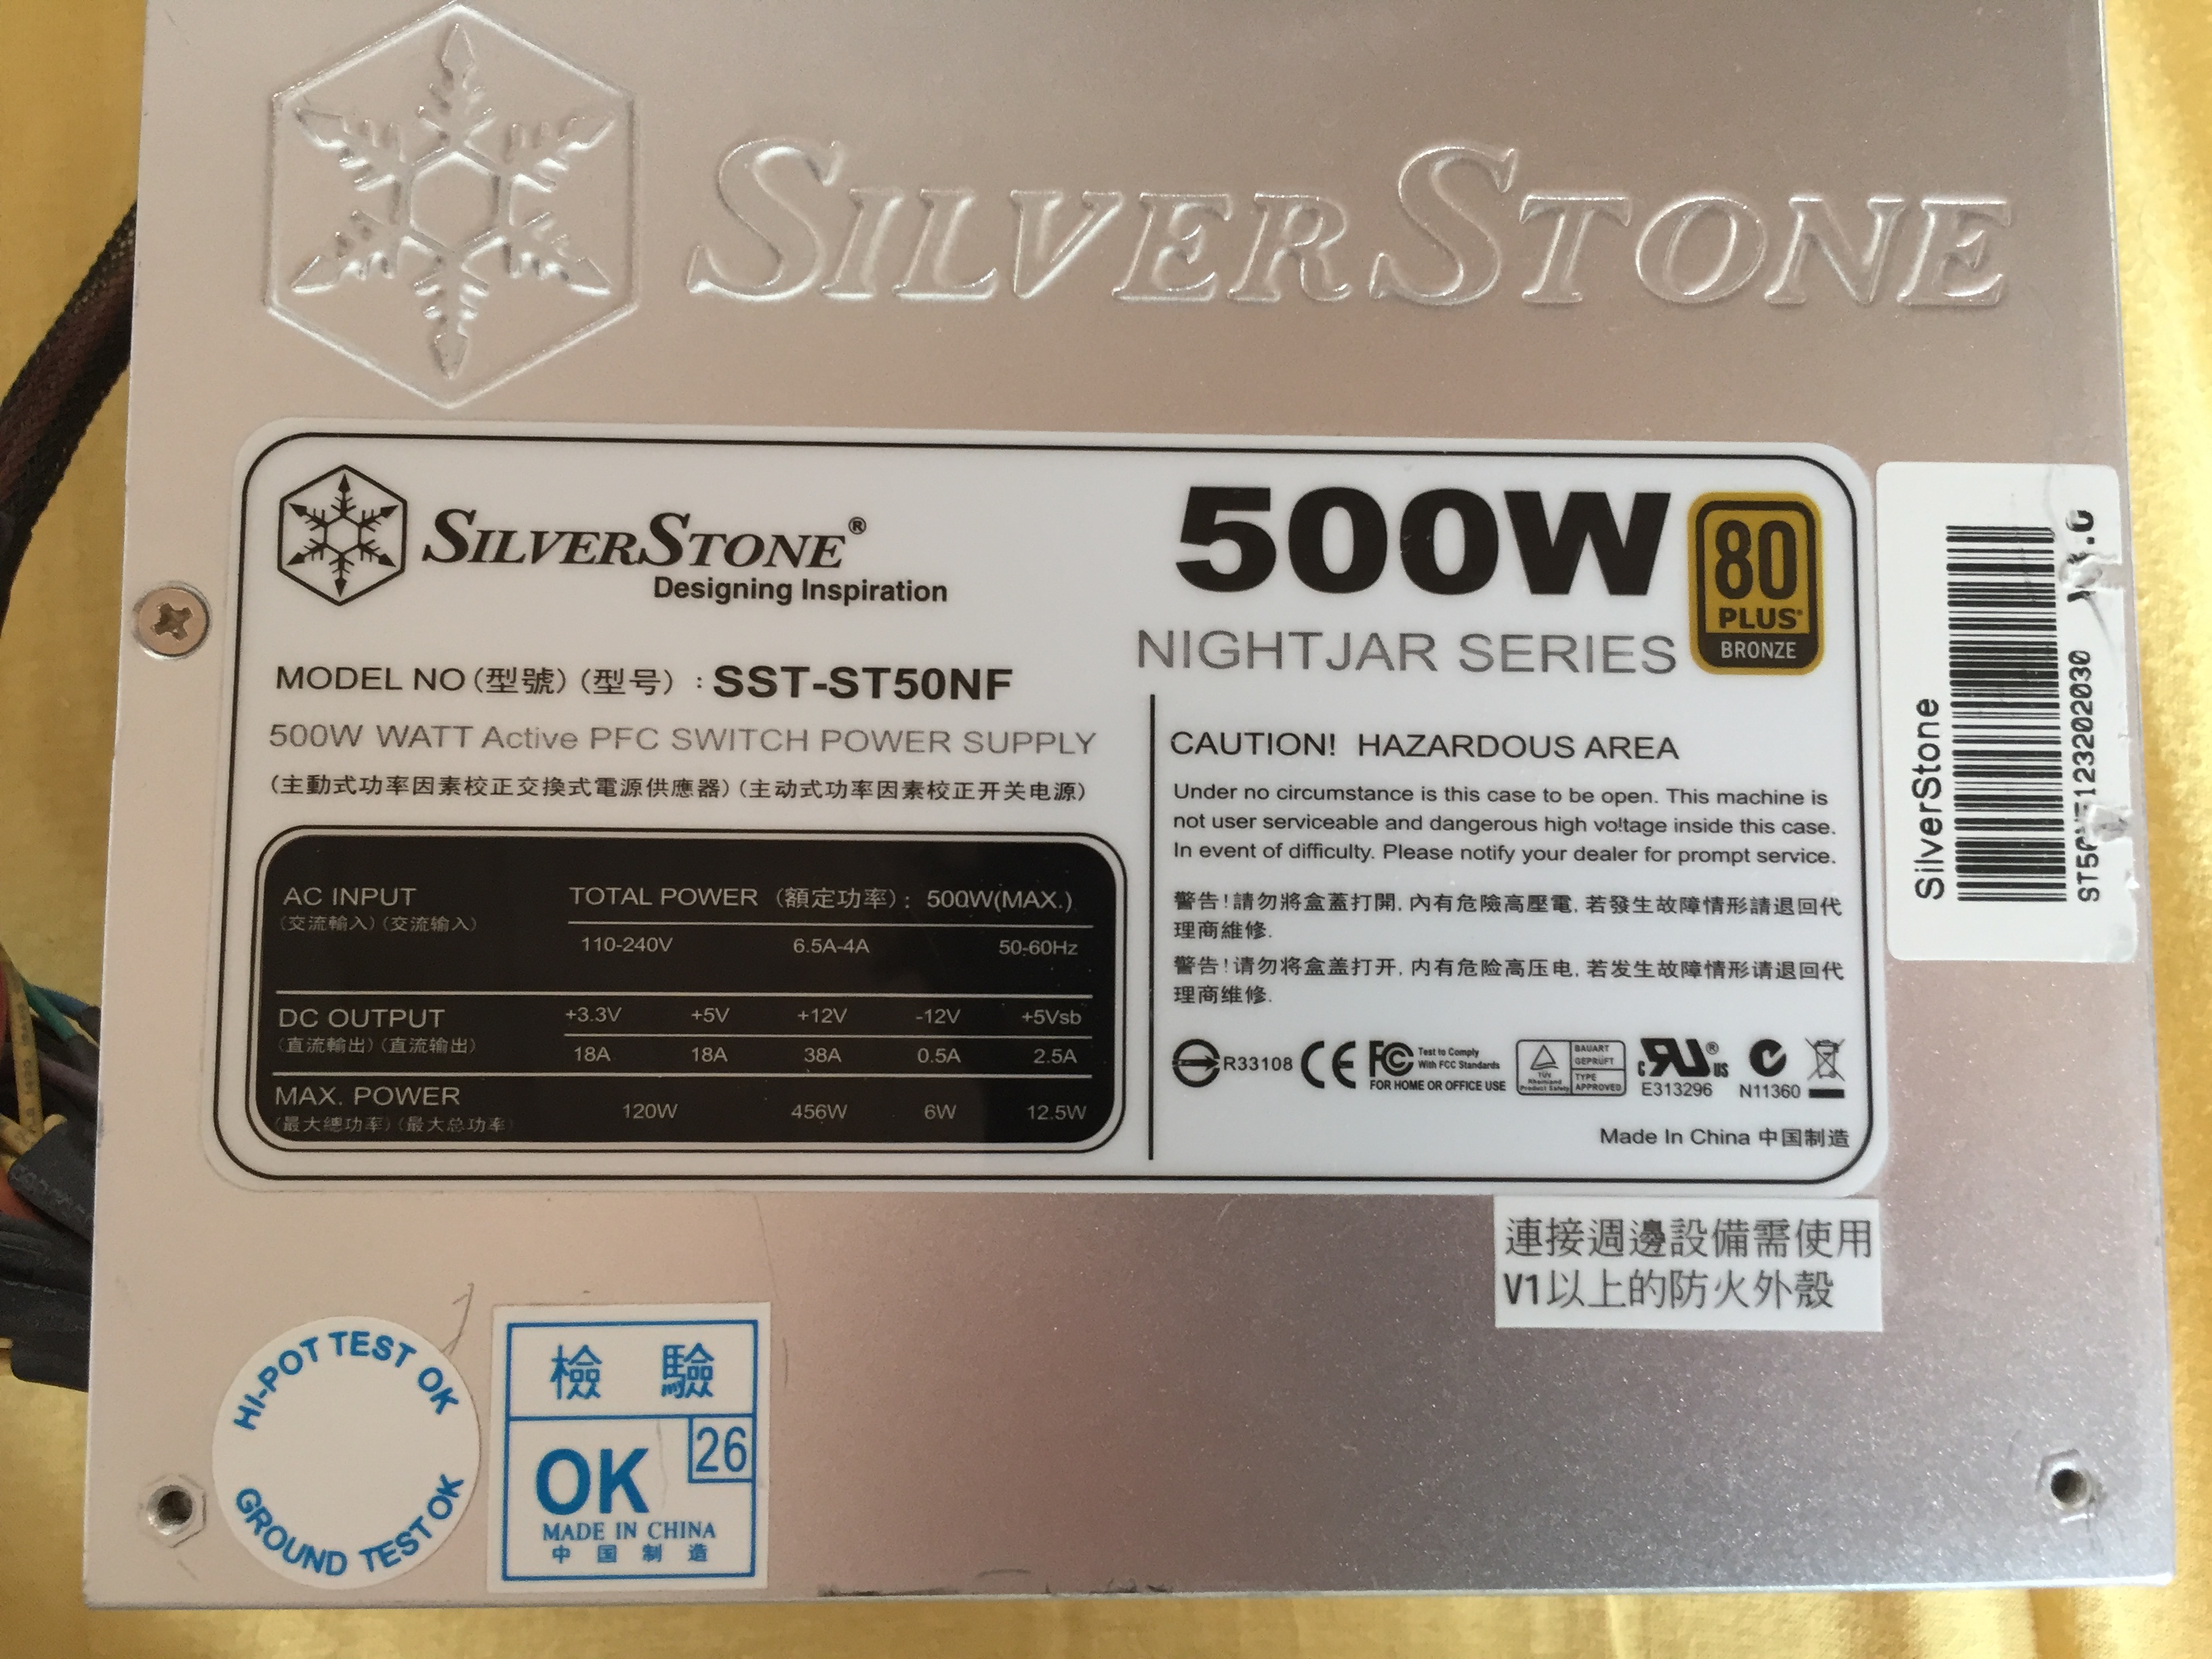 SILVERSTONE
SILVERSTONE®
Designing Inspiration
500W
80
PLUS®
BRONZE
NIGHTJAR SERIES
MODEL NO (型號) (型号) : SST-ST50NF
500W WATT Active PFC SWITCH POWER SUPPLY
(主動式功率因素校正交換式電源供應器) (主动式功率因素校正开关电源)
AC INPUT TOTAL POWER (額定功率) : 500W(MAX.)
(交流輸入) (交流输入)
110-240V 6.5A-4A 50-60Hz
DC OUTPUT +3.3V +5V +12V -12V +5Vsb
(直流輸出) (直流输出) 18A 18A 38A 0.5A 2.5A
MAX. POWER 120W 456W 6W 12.5W
(最大總功率) (最大总功率)
CAUTION! HAZARDOUS AREA
Under no circumstance is this case to be open. This machine is
not user serviceable and dangerous high voltage inside this case.
In event of difficulty. Please notify your dealer for prompt service.
警告!請勿將盒蓋打開, 內有危險高壓電, 若發生故障情形請退回代
理商維修.
警告!请勿将盒盖打开, 内有危险高压电, 若发生故障情形请退回代
理商维修.
R33108
CE
FC Test to Comply
With FCC Standards
FOR HOME OR OFFICE USE
TÜV
Rheinland
Product Safety
BAUART
GEPRÜFT
TYPE
APPROVED
c RU® US
E313296
N11360
Made In China 中国制造
SilverStone
連接週邊設備需使用
V1以上的防火外殼
HI-POT TEST OK
GROUND TEST OK
檢 驗
OK 26
MADE IN CHINA
中 国 制 造